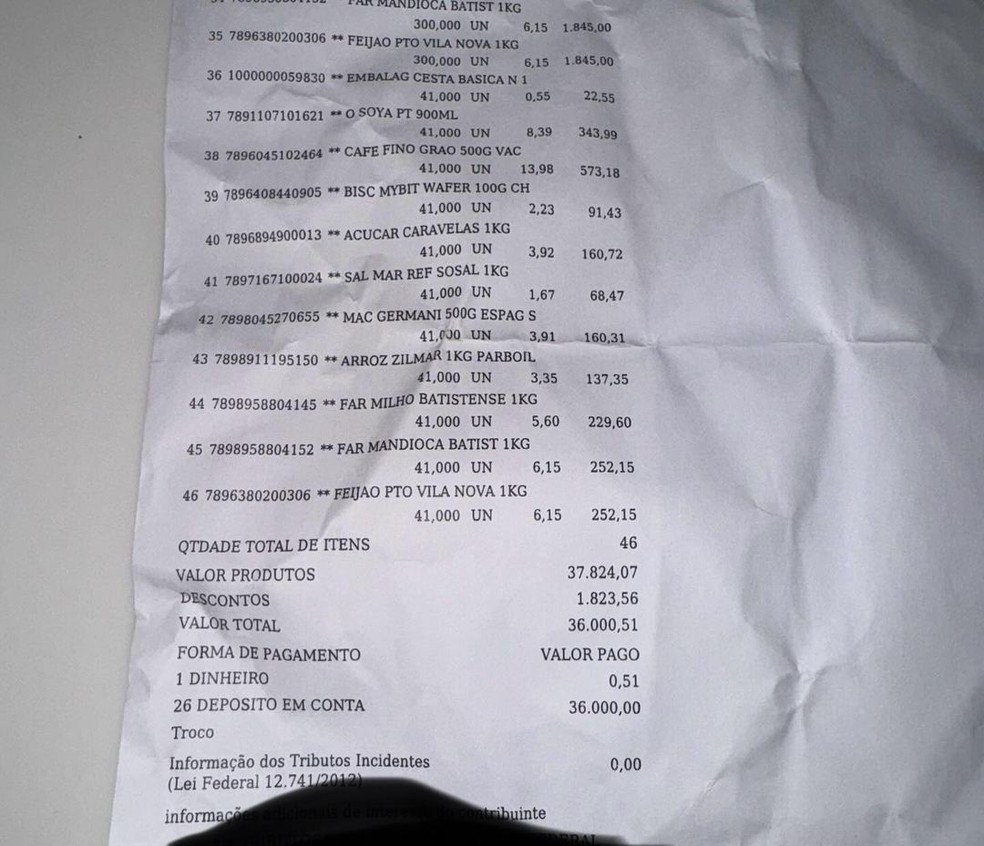 FAR MANDIOCA BATIST 1KG
300,000 UN 6,15 1.845,00
35 7896380200306 ** FEIJAO PTO VILA NOVA 1KG
300,000 UN 6,15 1.845,00
36 1000000059830 ** EMBALAG CESTA BASICA N 1
41,000 UN 0,55 22,55
37 7891107101621 ** O SOYA PT 900ML
41,000 UN 8,39 343,99
38 7896045102464 ** CAFE FINO GRAO 500G VAC
41,000 UN 13,98 573,18
39 7896408440905 ** BISC MYBIT WAFER 100G CH
41,000 UN 2,23 91,43
40 7896894900013 ** ACUCAR CARAVELAS 1KG
41,000 UN 3,92 160,72
41 7897167100024 ** SAL MAR REF SOSAL 1KG
41,000 UN 1,67 68,47
42 7898045270655 ** MAC GERMANI 500G ESPAG S
41,000 UN 3,91 160,31
43 7898911195150 ** ARROZ ZILMAR 1KG PARBOIL
41,000 UN 3,35 137,35
44 7898958804145 ** FAR MILHO BATISTENSE 1KG
41,000 UN 5,60 229,60
45 7898958804152 ** FAR MANDIOCA BATIST 1KG
41,000 UN 6,15 252,15
46 7896380200306 ** FEIJAO PTO VILA NOVA 1KG
41,000 UN 6,15 252,15
QTDADE TOTAL DE ITENS 46
VALOR PRODUTOS 37.824,07
DESCONTOS 1.823,56
VALOR TOTAL 36.000,51
FORMA DE PAGAMENTO VALOR PAGO
1 DINHEIRO 0,51
26 DEPOSITO EM CONTA 36.000,00
Troco
Informação dos Tributos Incidentes 0,00
(Lei Federal 12.741/2012)
informações adicionais de interesse do contribuinte